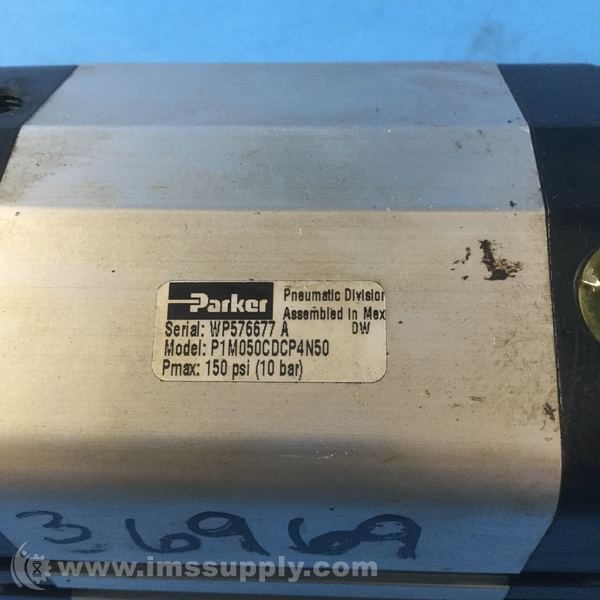 Parker
Pneumatic Division
Assembled in Mex
Serial: WP576677 A DW
Model: P1M050CDCP4N50
Pmax: 150 psi (10 bar)
36969
www.imssupply.com